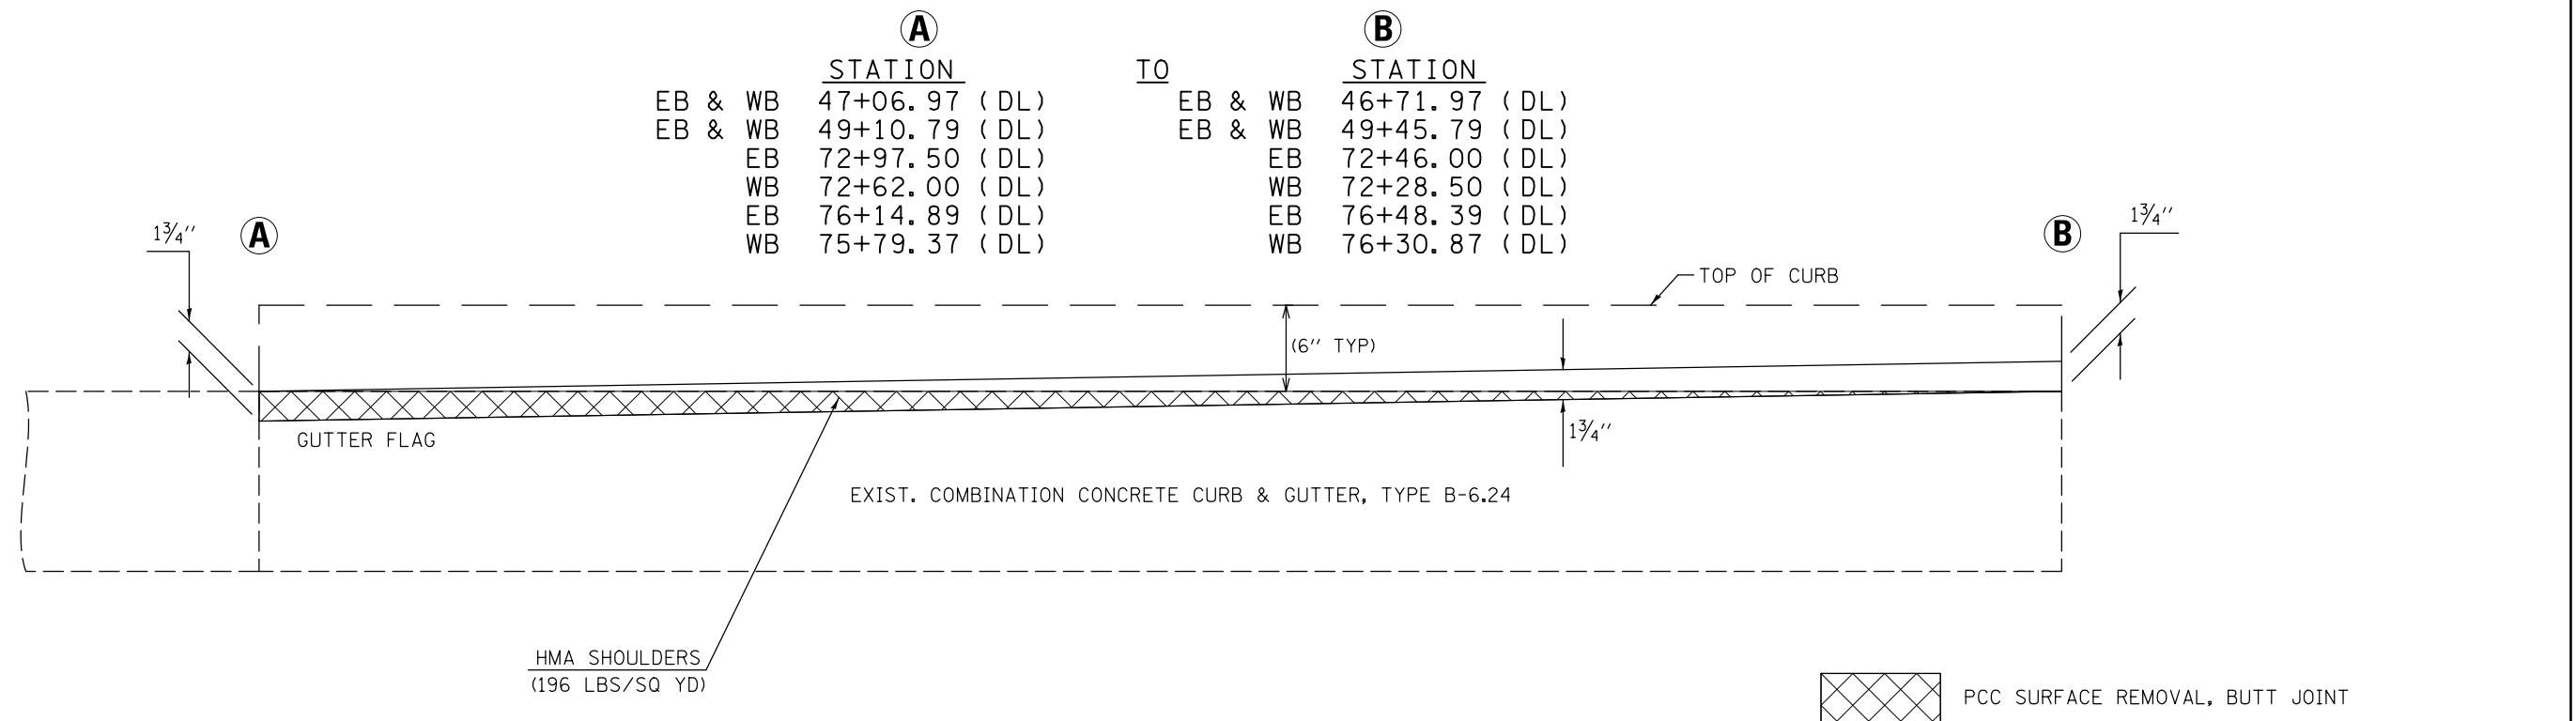 A B
STATION TO STATION
EB & WB 47+06.97 (DL) EB & WB 46+71.97 (DL)
EB & WB 49+10.79 (DL) EB & WB 49+45.79 (DL)
EB 72+97.50 (DL) EB 72+46.00 (DL)
WB 72+62.00 (DL) WB 72+28.50 (DL)
EB 76+14.89 (DL) EB 76+48.39 (DL)
WB 75+79.37 (DL) WB 76+30.87 (DL)
1¾" A B 1¾"
TOP OF CURB
(6" TYP)
1¾"
GUTTER FLAG
EXIST. COMBINATION CONCRETE CURB & GUTTER, TYPE B-6.24
HMA SHOULDERS
(196 LBS/SQ YD)
PCC SURFACE REMOVAL, BUTT JOINT